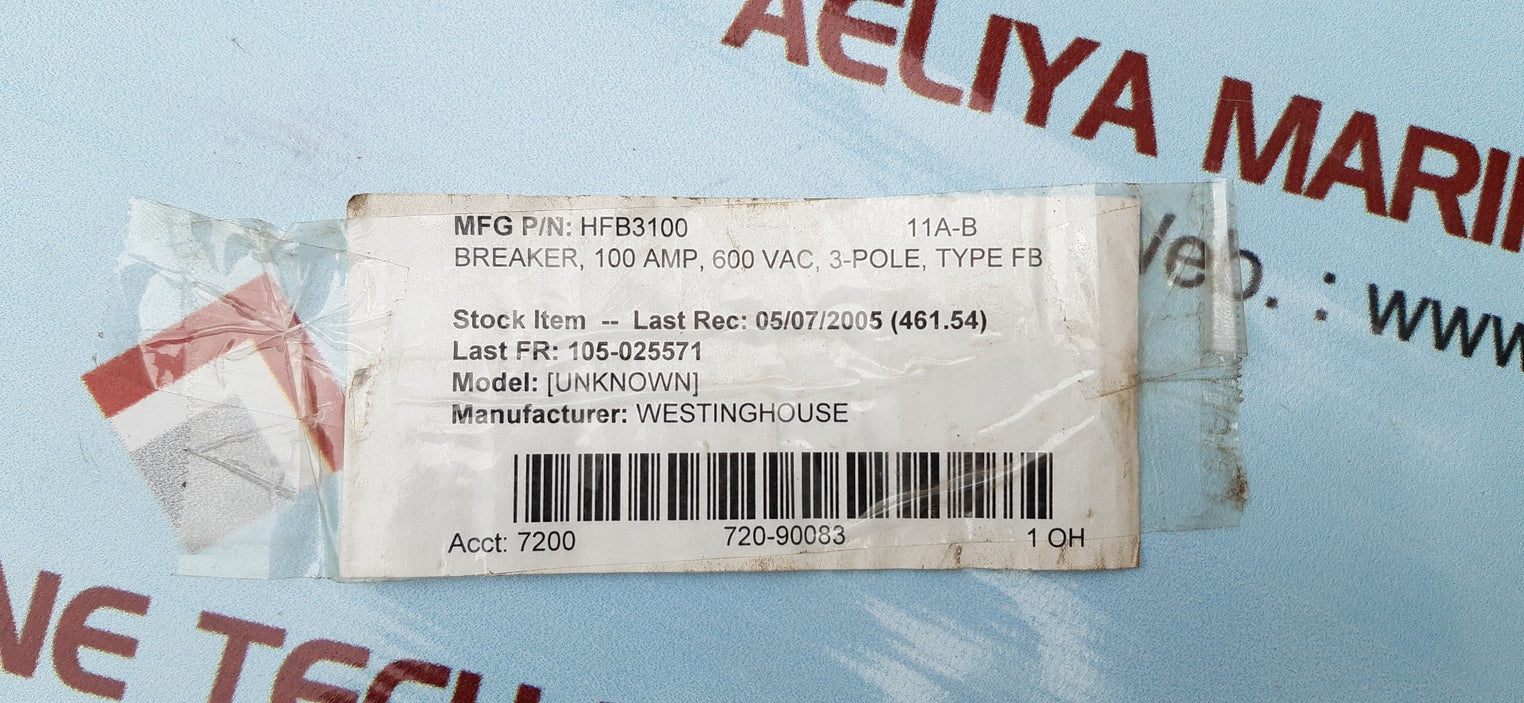 AELIYA MARIN
Web. : www
MFG P/N: HFB3100 11A-B
BREAKER, 100 AMP, 600 VAC, 3-POLE, TYPE FB
Stock Item -- Last Rec: 05/07/2005 (461.54)
Last FR: 105-025571
Model: [UNKNOWN]
Manufacturer: WESTINGHOUSE
Acct: 7200 720-90083 1 OH
NE TECH